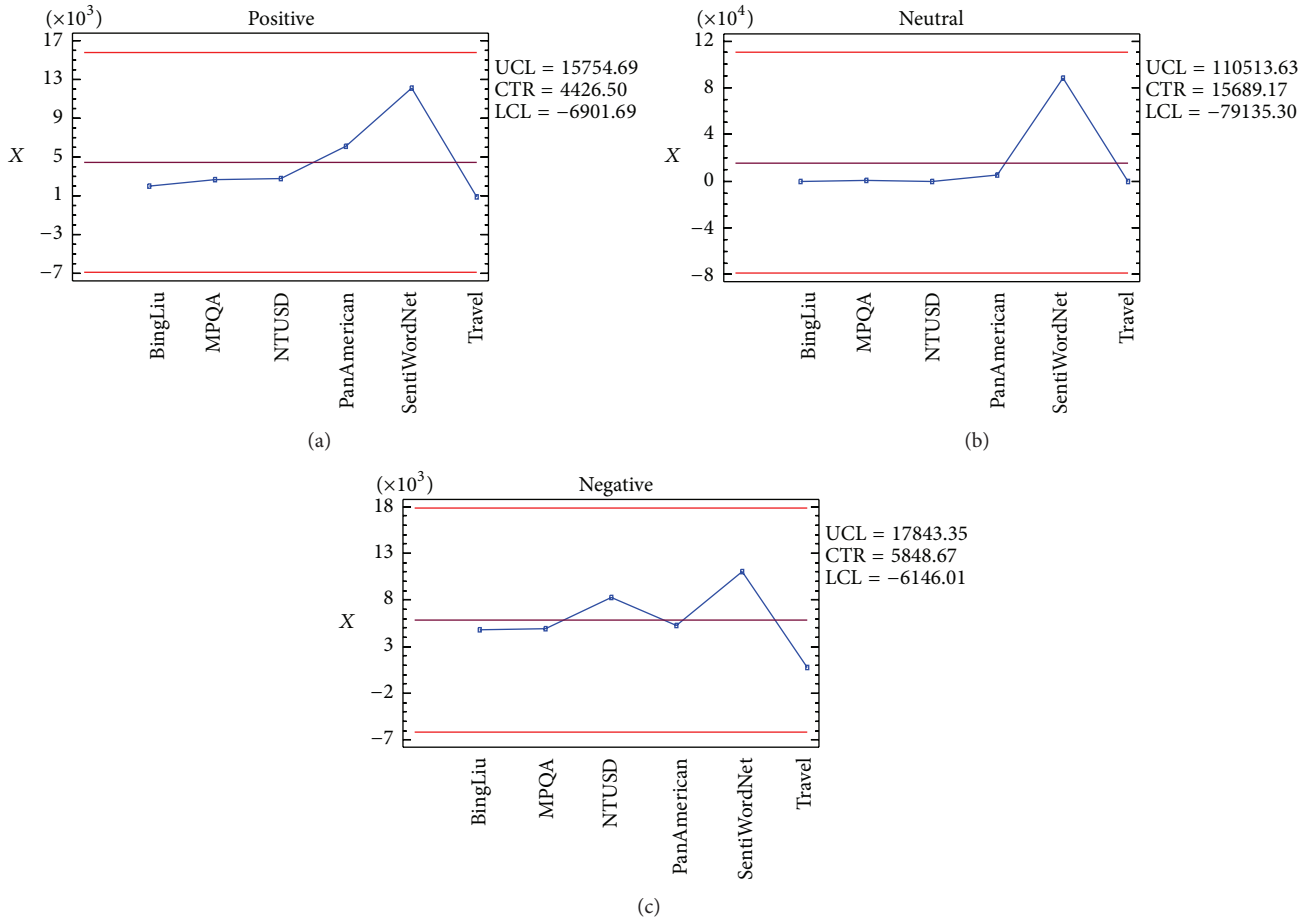 (×10³)
Positive
17
13
9
5
1
−3
−7
X
UCL = 15754.69
CTR = 4426.50
LCL = −6901.69
BingLiu
MPQA
NTUSD
PanAmerican
SentiWordNet
Travel
(a)
(×10⁴)
Neutral
12
8
4
0
−4
−8
X
UCL = 110513.63
CTR = 15689.17
LCL = −79135.30
BingLiu
MPQA
NTUSD
PanAmerican
SentiWordNet
Travel
(b)
(×10³)
Negative
18
13
8
3
−2
−7
X
UCL = 17843.35
CTR = 5848.67
LCL = −6146.01
BingLiu
MPQA
NTUSD
PanAmerican
SentiWordNet
Travel
(c)